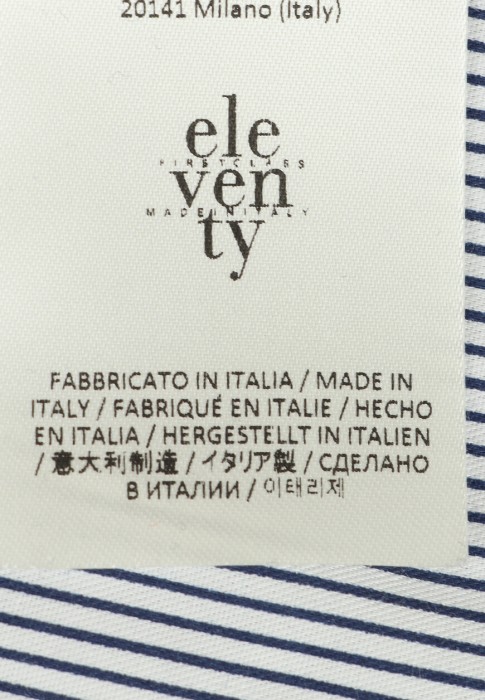 20141 Milano (Italy)
ele
FIRSTCLASS
ven
MADEINITALY
ty
FABBRICATO IN ITALIA / MADE IN
ITALY / FABRIQUÉ EN ITALIE / HECHO
EN ITALIA / HERGESTELLT IN ITALIEN
/ 意大利制造 / イタリア製 / СДЕЛАНО
В ИТАЛИИ / 이태리제